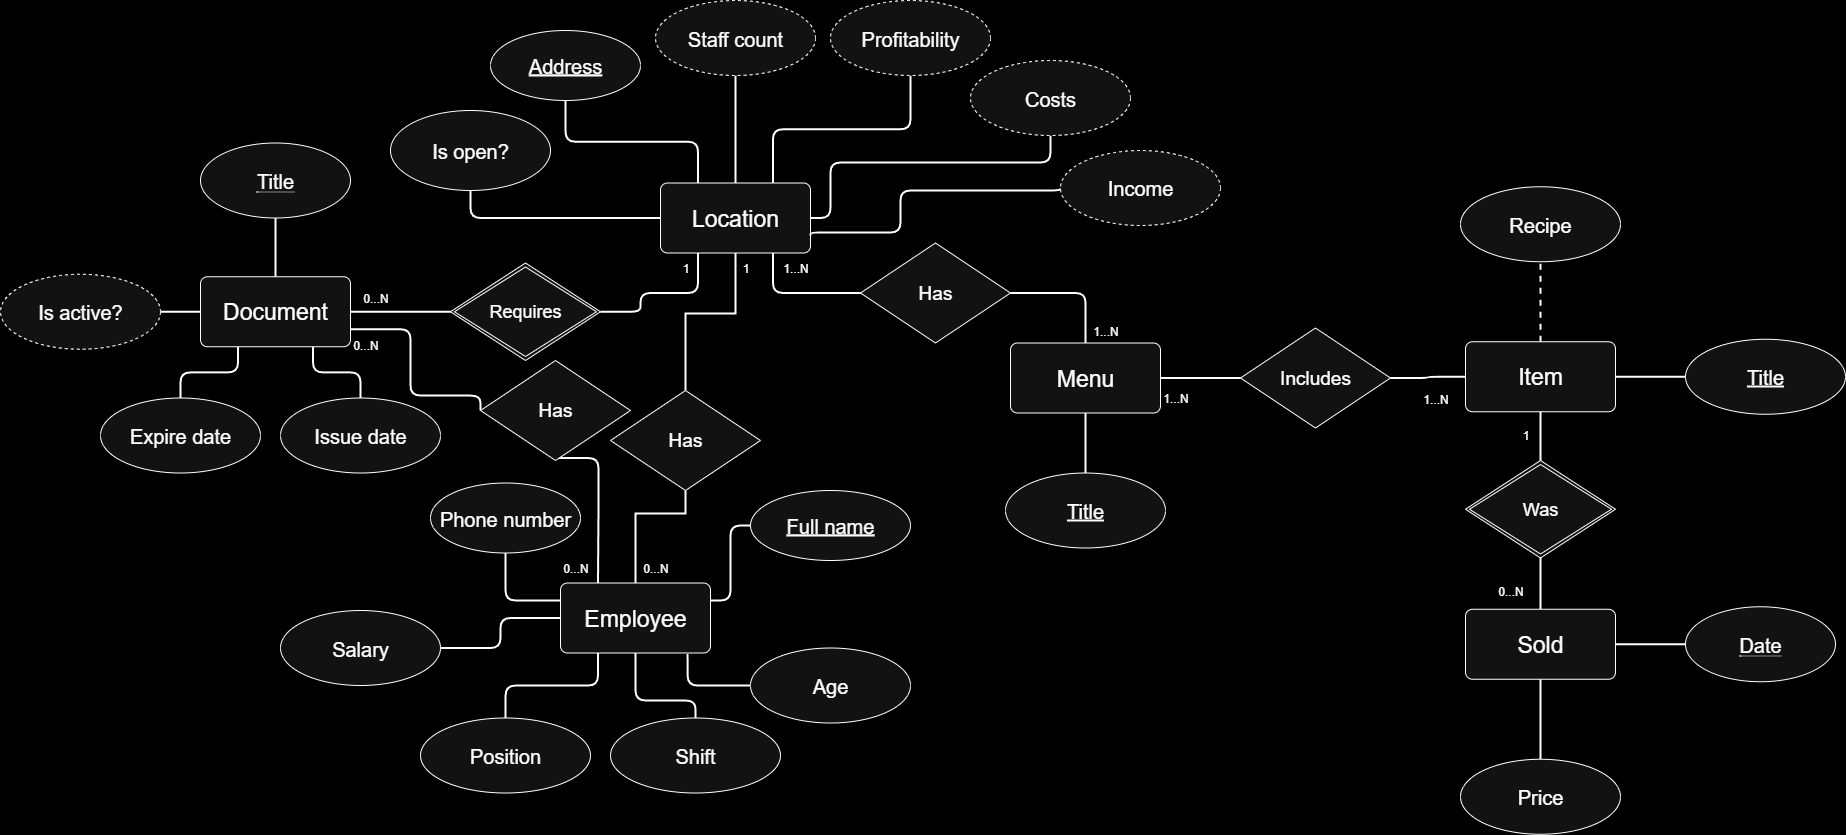 Staff count
Profitability
Address
Costs
Is open?
Title
Income
Location
Recipe
1
1
1...N
Has
0...N
Is active?
Document
Requires
0...N
1...N
Menu
Includes
Item
Title
1...N
1...N
Has
Has
Expire date
Issue date
1
Title
Was
Phone number
Full name
0...N
0...N
0...N
Employee
Salary
Sold
Date
Age
Position
Shift
Price